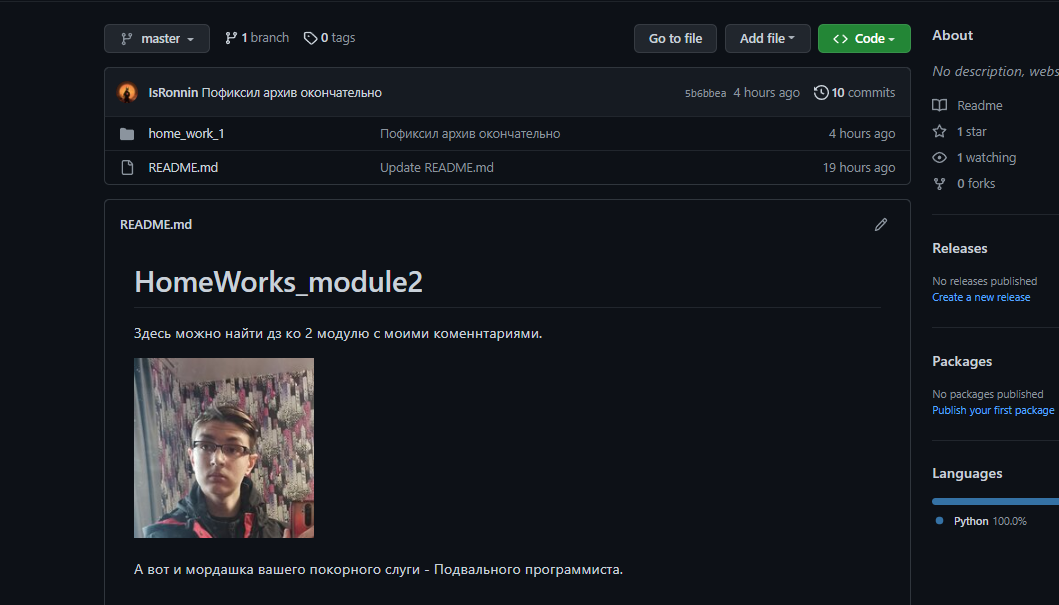 master
1 branch
0 tags
Go to file
Add file
Code
IsRonnin Пофиксил архив окончательно
5b6bbea 4 hours ago
10 commits
home_work_1 Пофиксил архив окончательно 4 hours ago
README.md Update README.md 19 hours ago
README.md
HomeWorks_module2
Здесь можно найти дз ко 2 модулю с моими коменнтариями.
А вот и мордашка вашего покорного слуги - Подвального программиста.
About
No description, webs
Readme
1 star
1 watching
0 forks
Releases
No releases published
Create a new release
Packages
No packages published
Publish your first package
Languages
Python 100.0%